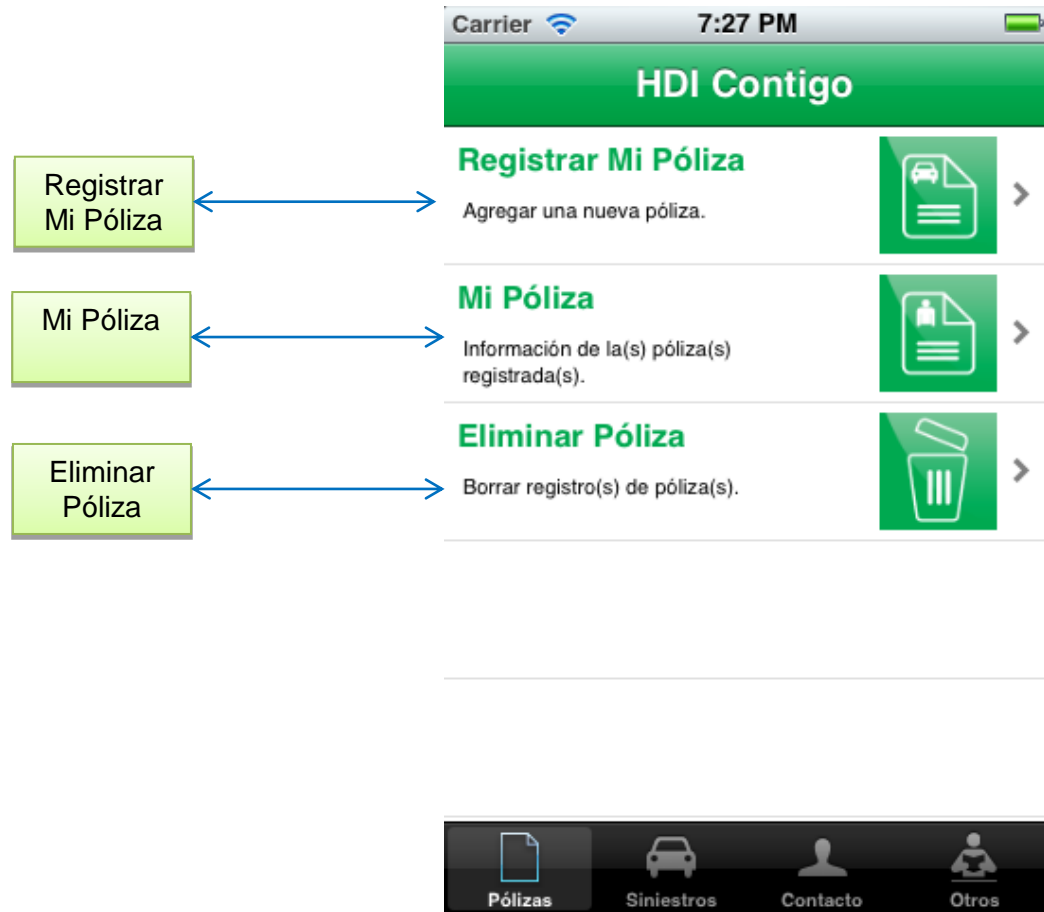 Carrier 7:27 PM
HDI Contigo
Registrar
Mi Póliza
Registrar Mi Póliza
Agregar una nueva póliza.
Mi Póliza
Mi Póliza
Información de la(s) póliza(s)
registrada(s).
Eliminar
Póliza
Eliminar Póliza
Borrar registro(s) de póliza(s).
Pólizas Siniestros Contacto Otros